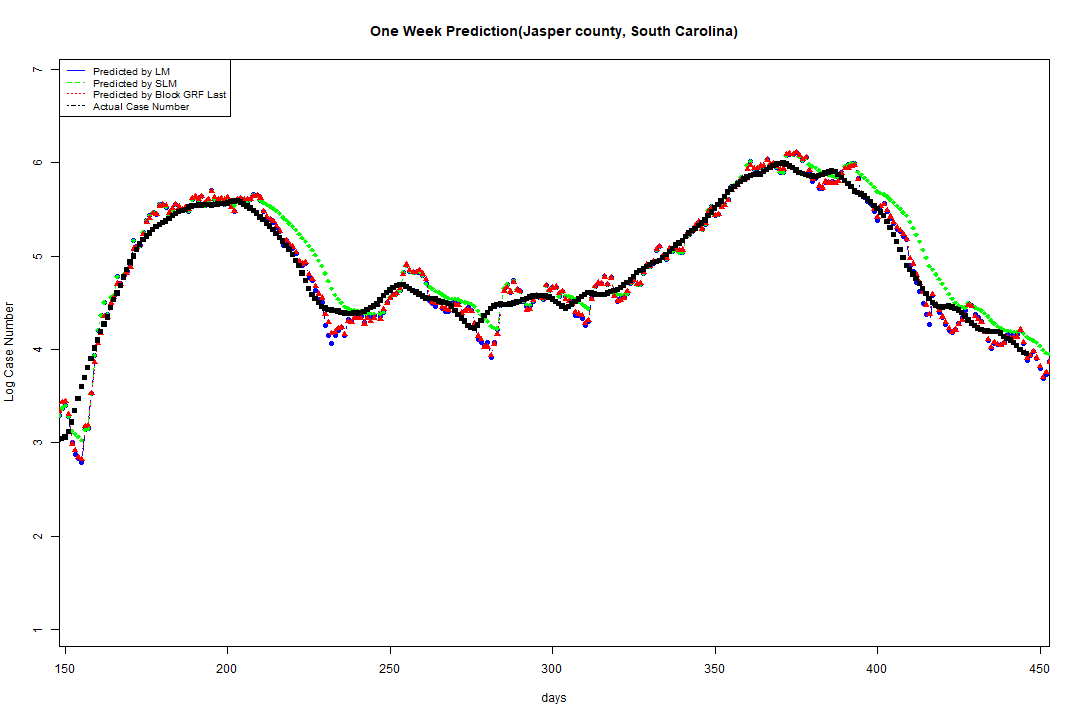 One Week Prediction(Jasper county, South Carolina)
Predicted by LM
Predicted by SLM
Predicted by Block GRF Last
Actual Case Number
7
6
5
4
3
2
1
Log Case Number
150 200 250 300 350 400 450
days